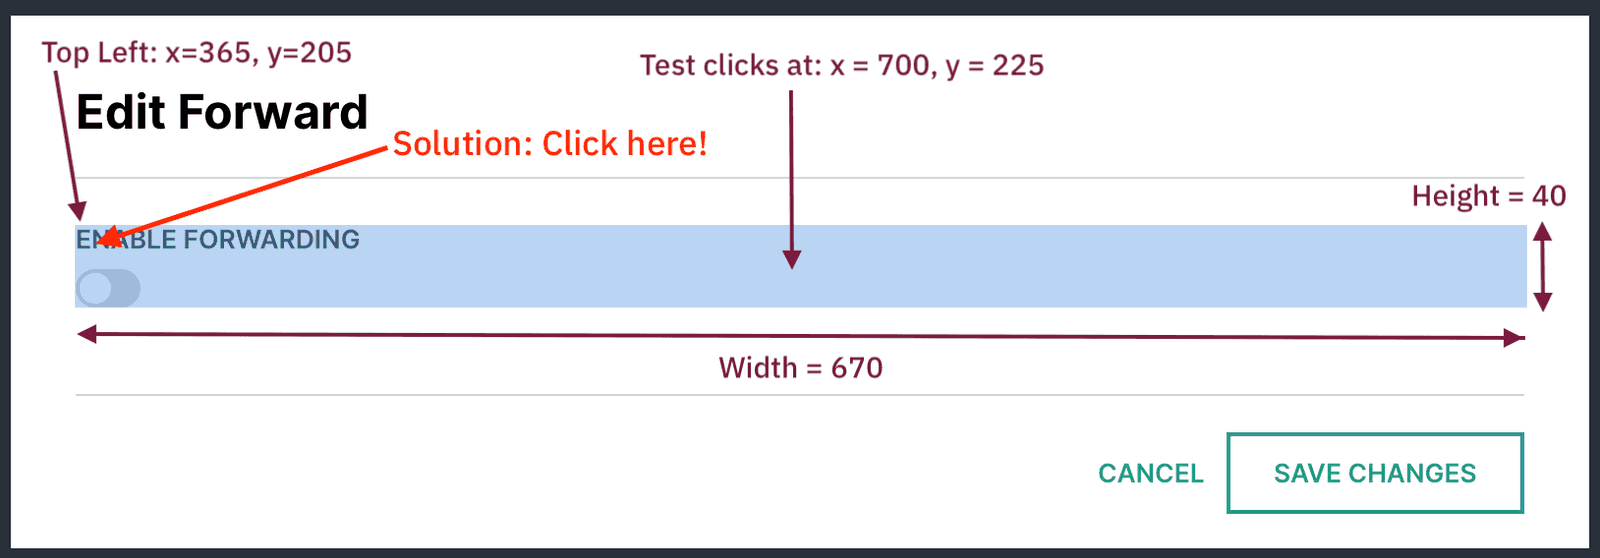 Top Left: x=365, y=205
Test clicks at: x = 700, y = 225
Edit Forward
Solution: Click here!
Height = 40
ENABLE FORWARDING
Width = 670
CANCEL
SAVE CHANGES